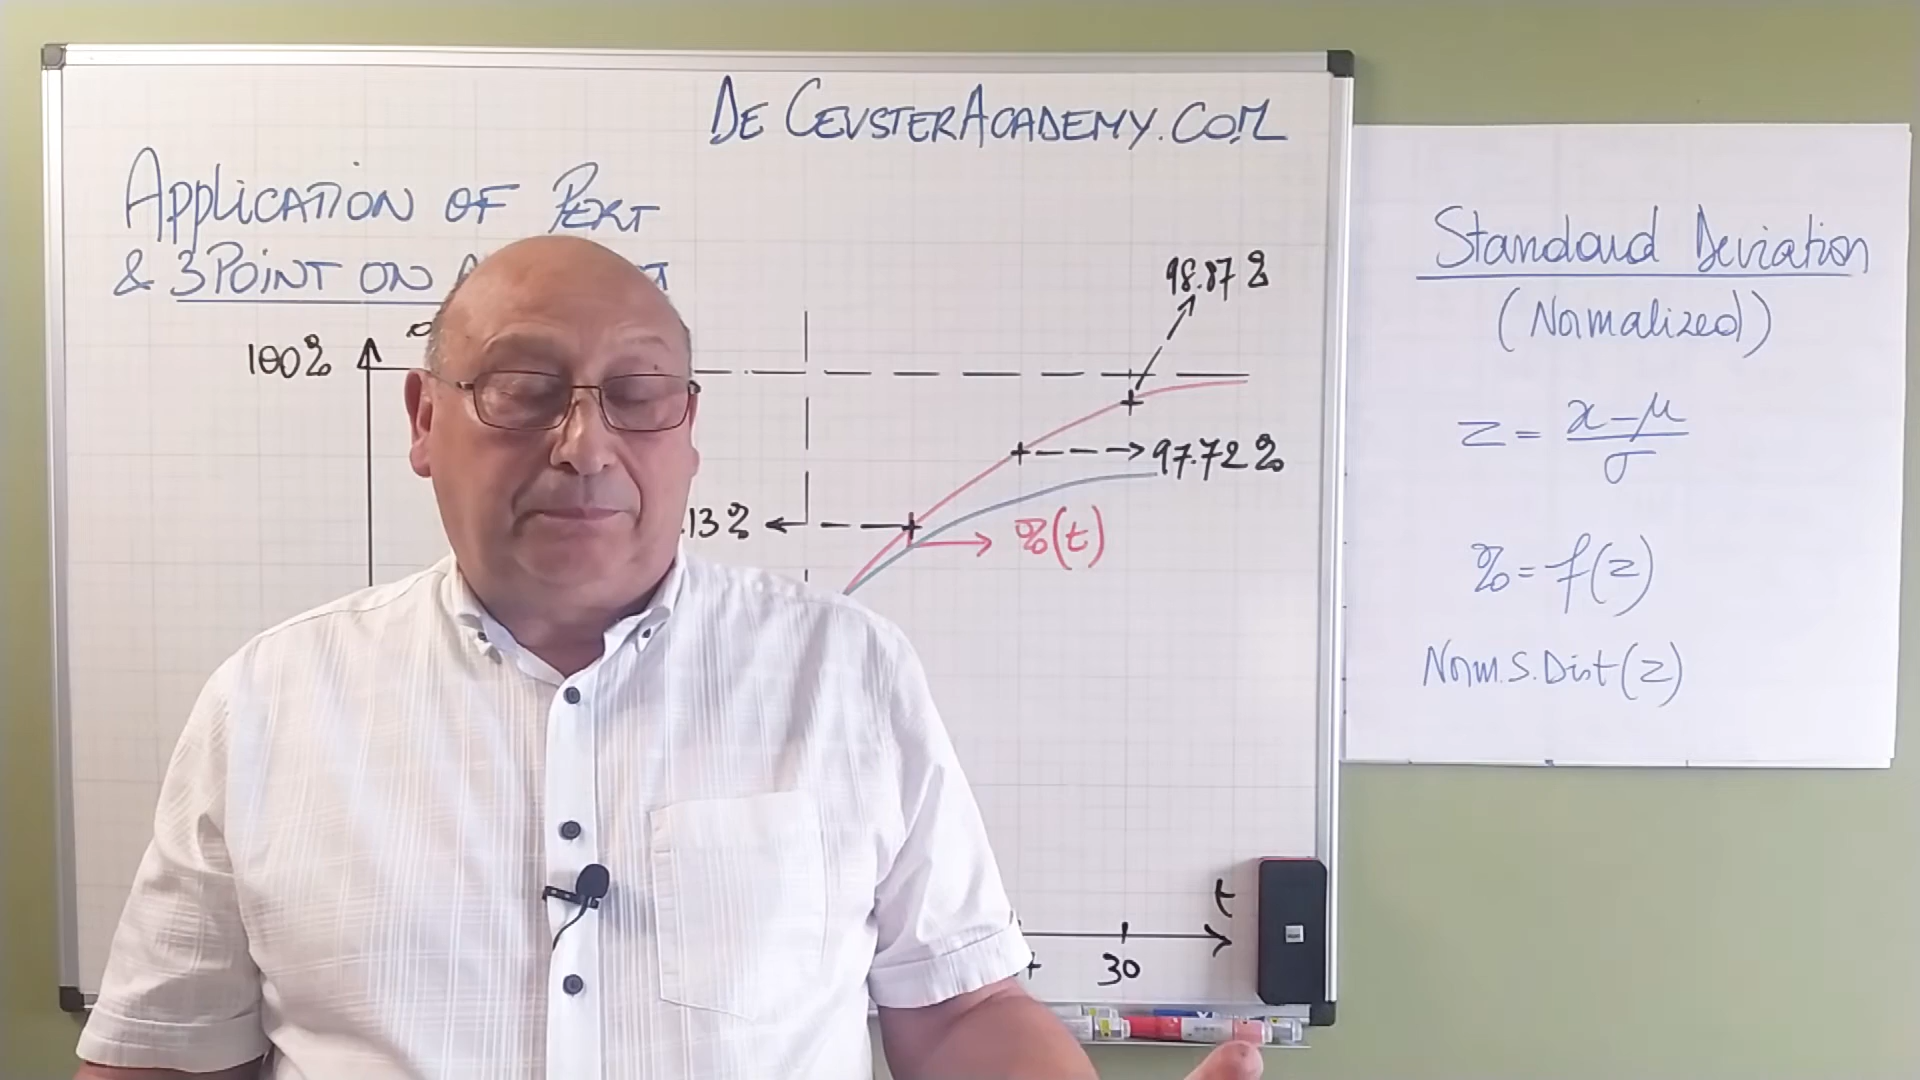 De CeusterAcademy.com
Application of Pert
& 3Point on
100%
98.87%
97.72%
.13%
%(t)
t
30
Standard Deviation
(Normalized)
z = x-μ
σ
% = f(z)
Norm.S.Dist(z)